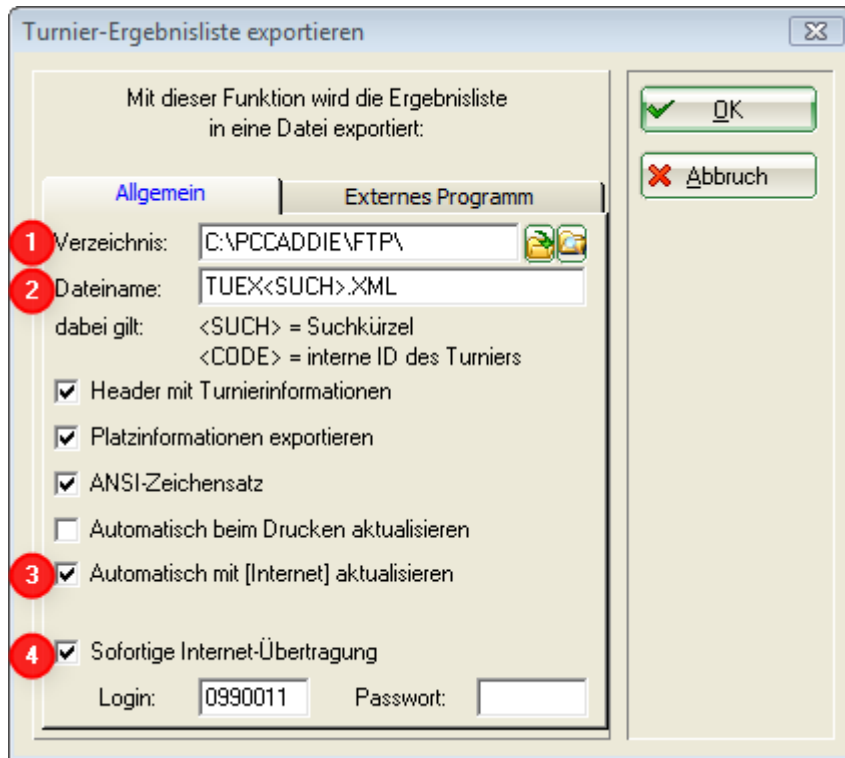 Turnier-Ergebnisliste exportieren
Mit dieser Funktion wird die Ergebnisliste
in eine Datei exportiert:
OK
Abbruch
Allgemein
Externes Programm
1 Verzeichnis: C:\PCCADDIE\FTP\
2 Dateiname: TUEX<SUCH>.XML
dabei gilt: <SUCH> = Suchkürzel
<CODE> = interne ID des Turniers
Header mit Turnierinformationen
Platzinformationen exportieren
ANSI-Zeichensatz
Automatisch beim Drucken aktualisieren
3 Automatisch mit [Internet] aktualisieren
4 Sofortige Internet-Übertragung
Login: 0990011 Passwort: